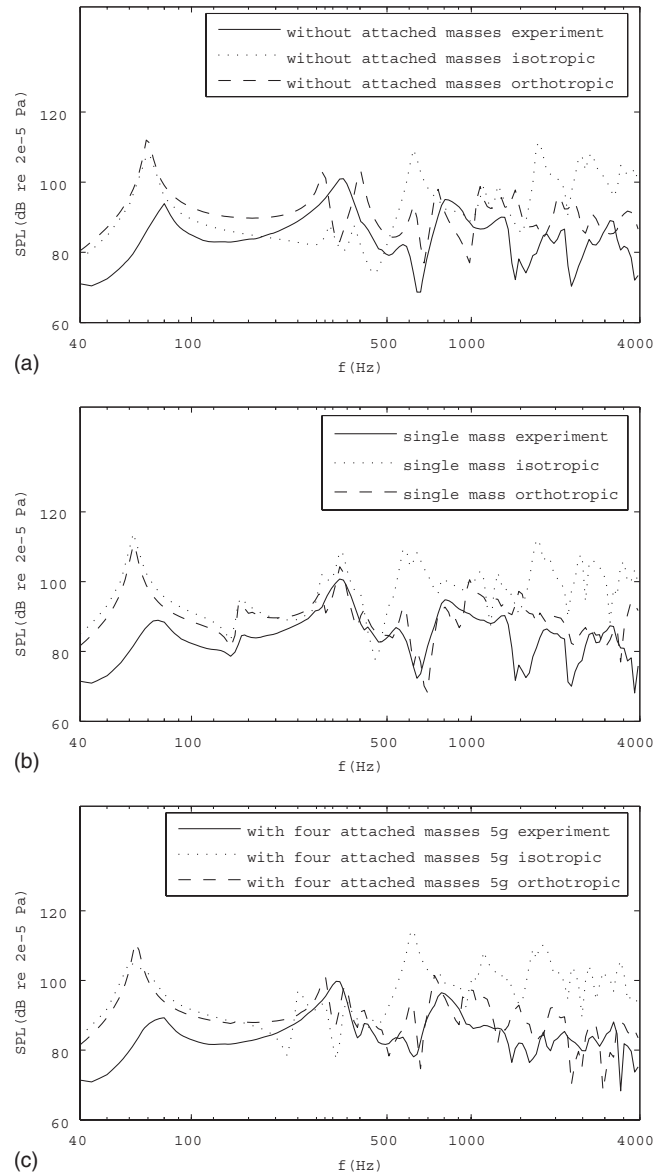 without attached masses experiment
without attached masses isotropic
without attached masses orthotropic
SPL(dB re 2e-5 Pa)
120
100
80
60
40
100
500
1000
4000
f(Hz)
(a)
single mass experiment
single mass isotropic
single mass orthotropic
SPL(dB re 2e-5 Pa)
120
100
80
60
40
100
500
1000
4000
f(Hz)
(b)
with four attached masses 5g experiment
with four attached masses 5g isotropic
with four attached masses 5g orthotropic
SPL(dB re 2e-5 Pa)
120
100
80
60
40
100
500
1000
4000
f(Hz)
(c)